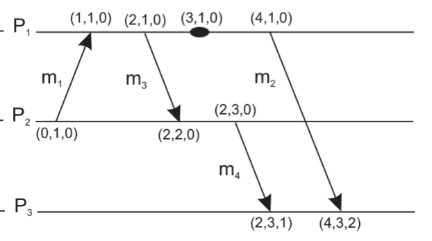 (1,1,0) (2,1,0) (3,1,0) (4,1,0)
P1
m1 m3 m2
(2,3,0)
P2
(0,1,0) (2,2,0)
m4
P3
(2,3,1) (4,3,2)